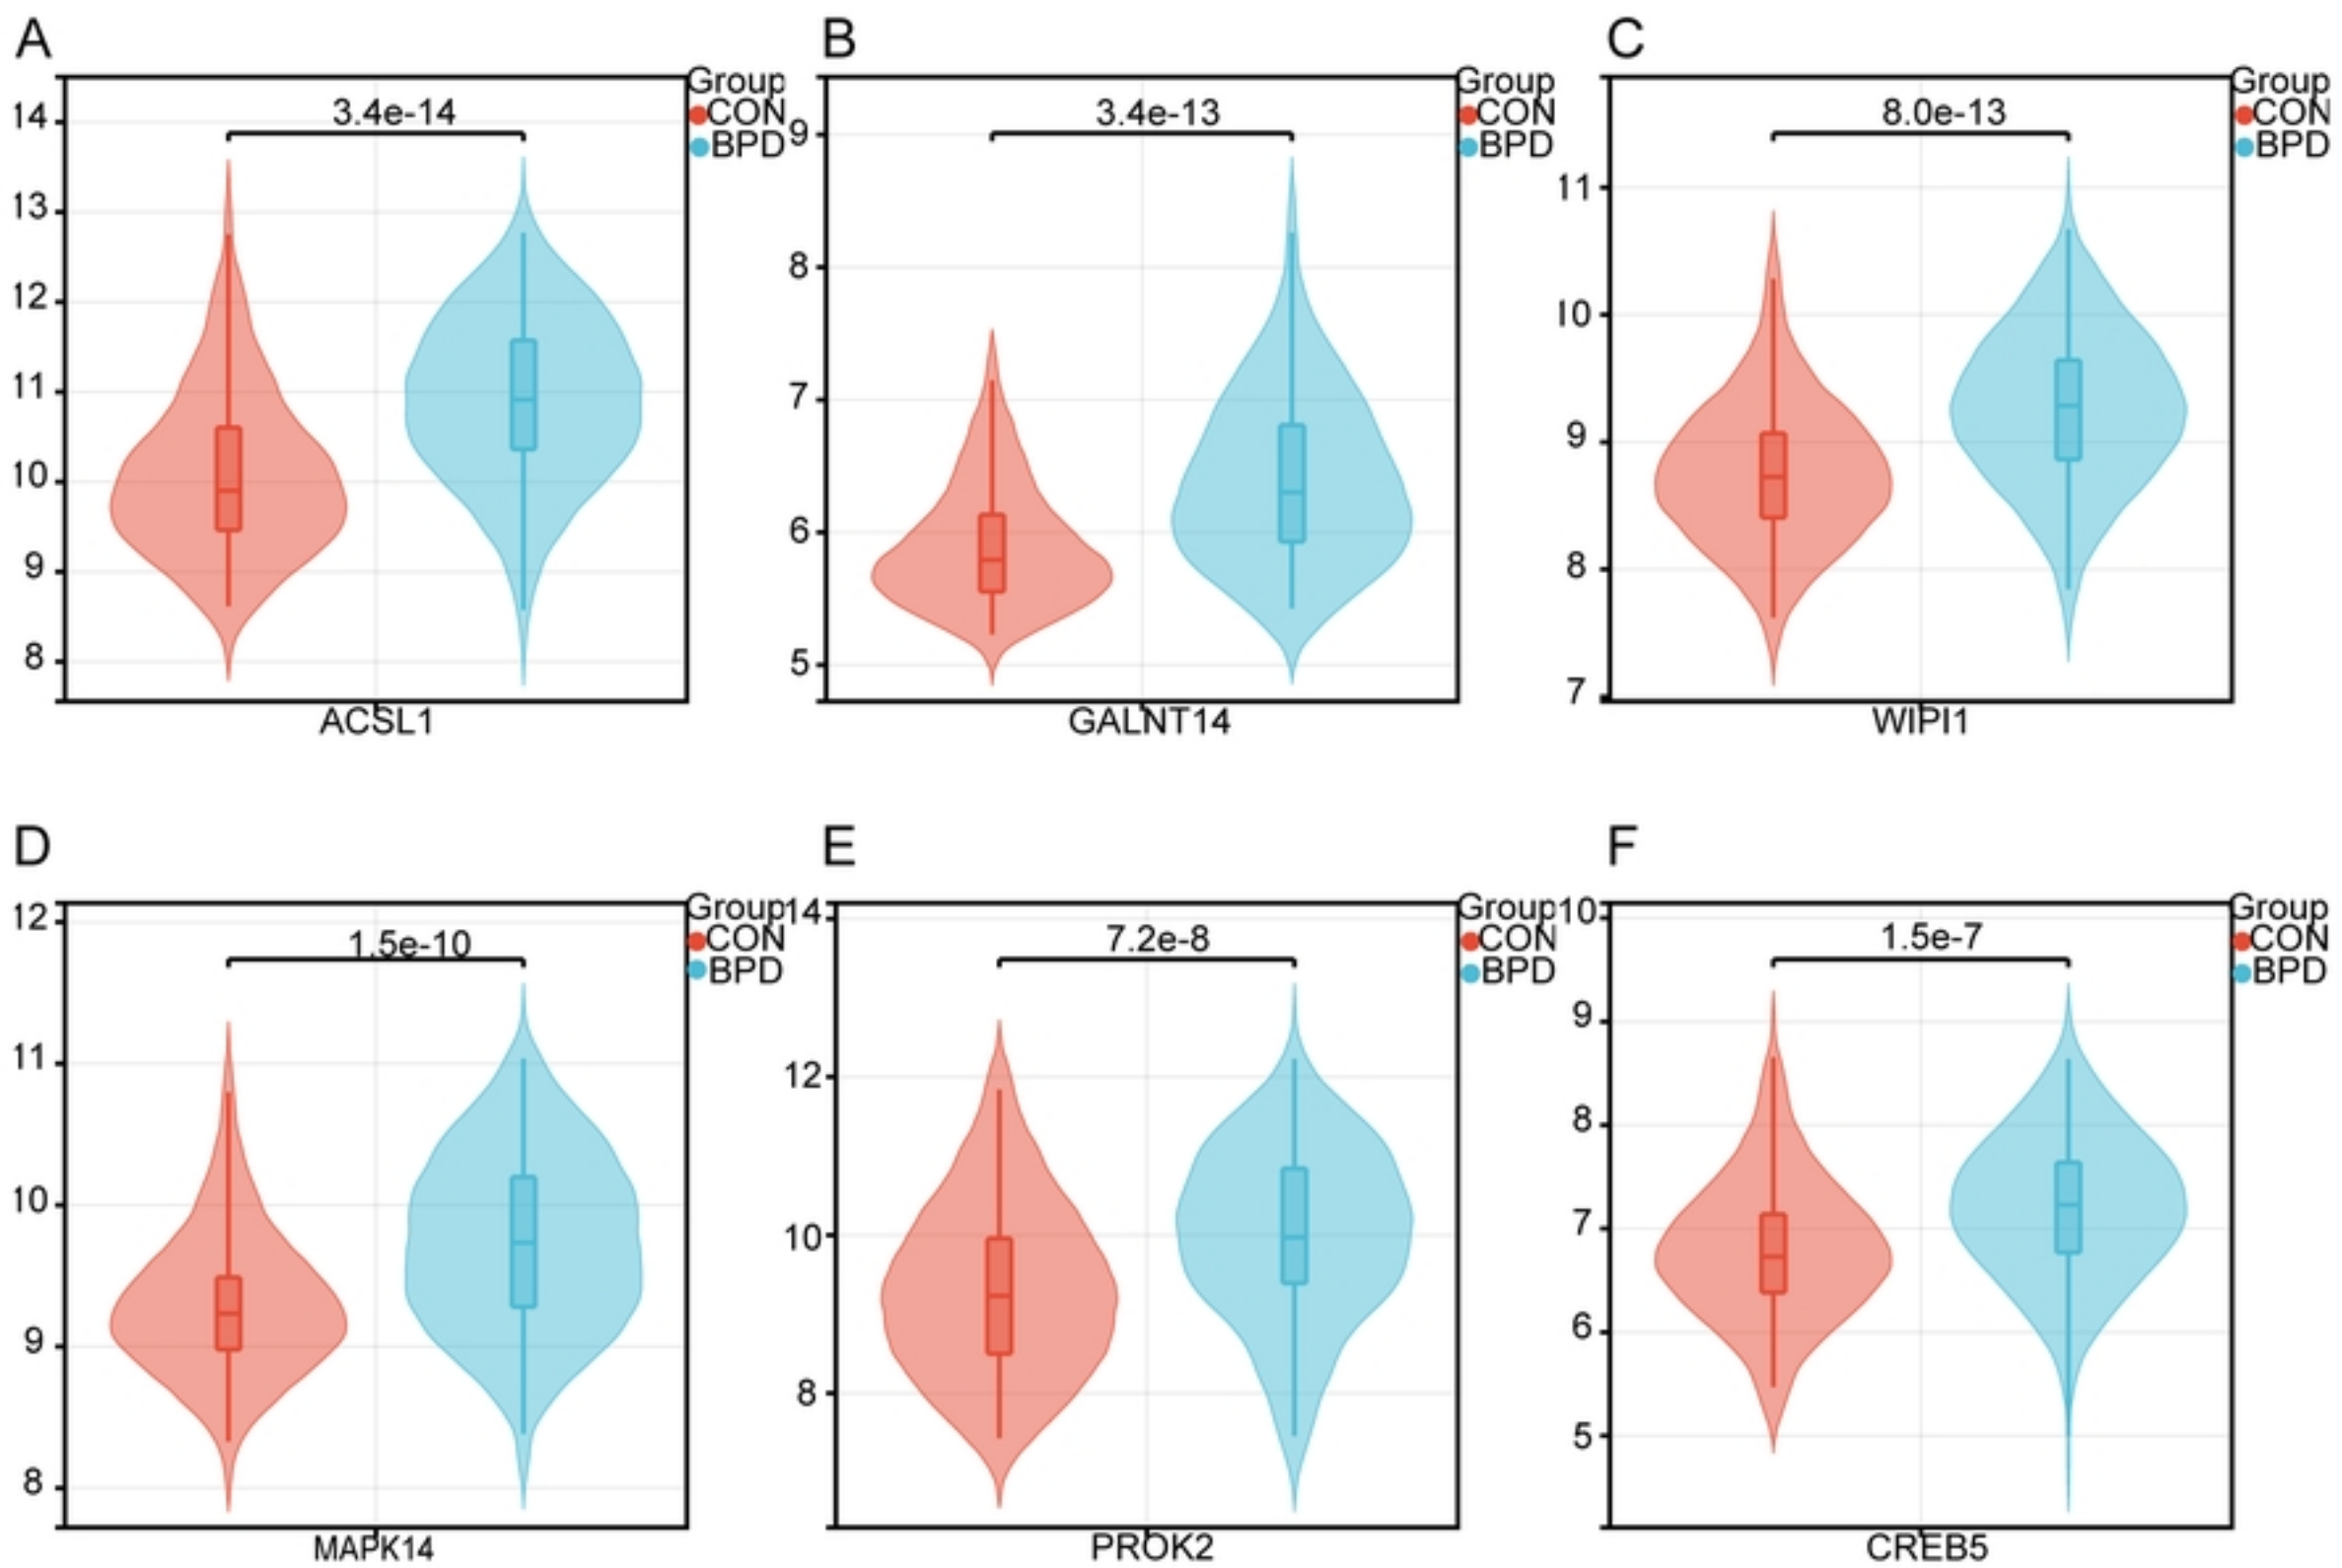 A
Group
CON
BPD
3.4e-14
14
13
12
11
10
9
8
ACSL1
B
Group
CON
BPD
3.4e-13
9
8
7
6
5
GALNT14
C
Group
CON
BPD
8.0e-13
11
10
9
8
7
WIPI1
D
Group
CON
BPD
1.5e-10
12
11
10
9
8
MAPK14
E
Group
CON
BPD
7.2e-8
14
12
10
8
PROK2
F
Group
CON
BPD
1.5e-7
10
9
8
7
6
5
CREB5